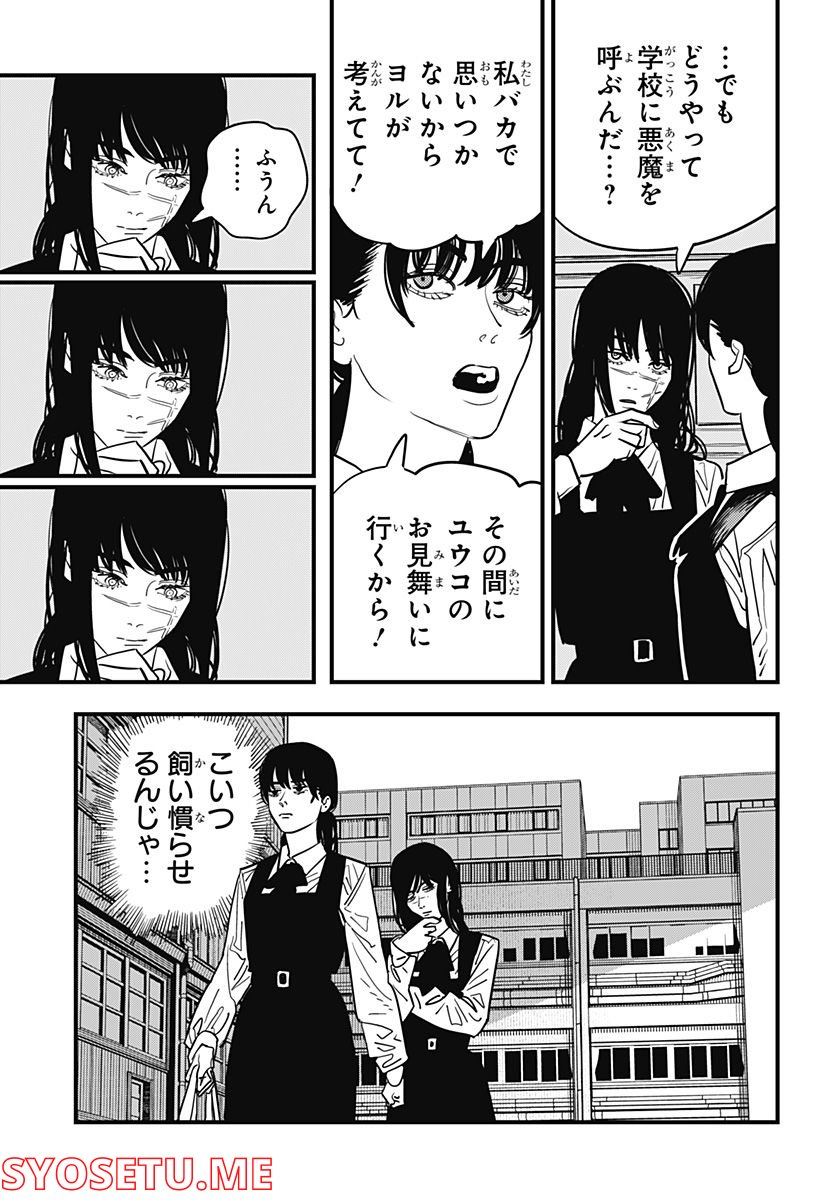 …でも
どうやって
学校に悪魔を
呼ぶんだ…?
私バカで
思いつか
ないから
ヨルが
考えてて!
その間に
ユウコの
お見舞いに
行くから!
ふうん
……
こいつ
飼い慣らせ
るんじゃ…
SYOSETU.ME